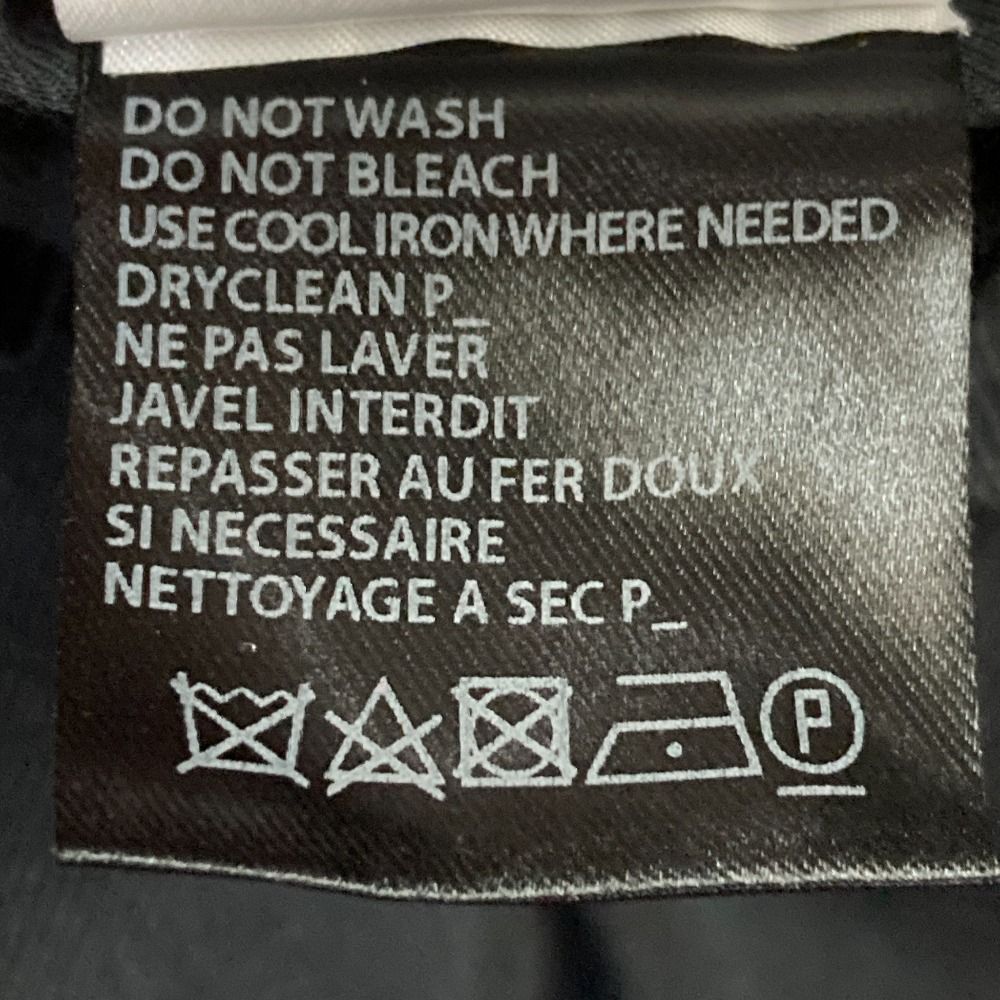 DO NOT WASH
DO NOT BLEACH
USE COOL IRON WHERE NEEDED
DRYCLEAN P_
NE PAS LAVER
JAVEL INTERDIT
REPASSER AU FER DOUX
SI NECESSAIRE
NETTOYAGE A SEC P_
P